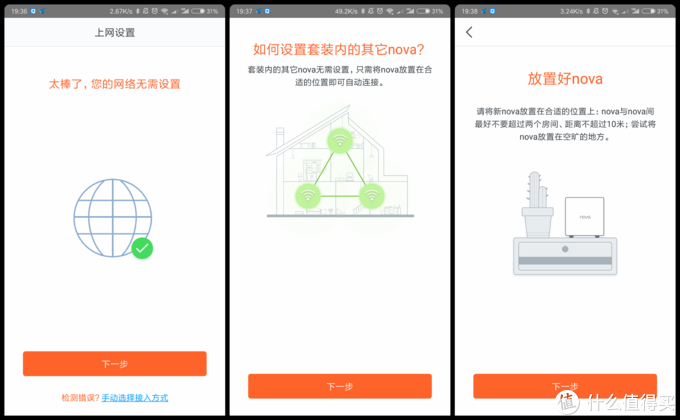 19:36
2.67K/s
31%
上网设置
太棒了，您的网络无需设置
下一步
检测错误? 手动选择接入方式
19:37
49.2K/s
31%
如何设置套装内的其它nova?
套装内的其它nova无需设置，只需将nova放置在合
适的位置即可自动连接。
下一步
19:38
3.24K/s
31%
放置好nova
请将新nova放置在合适的位置上：nova与nova间
最好不要超过两个房间，距离不超过10米；尝试将
nova放置在空旷的地方。
nova
下一步
值 什么值得买